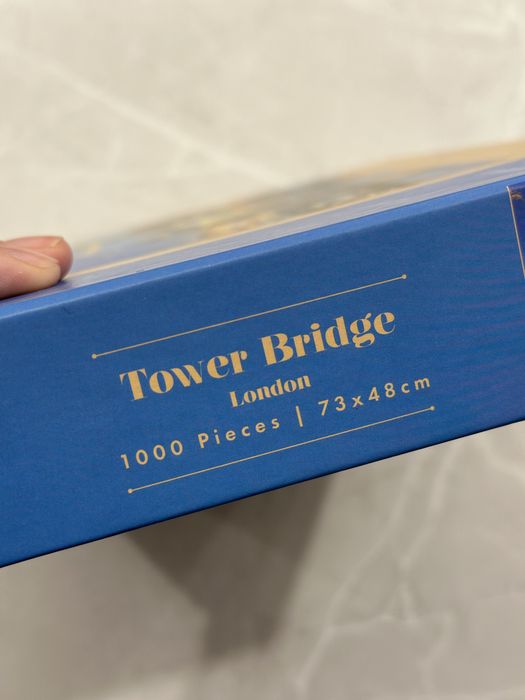 Tower Bridge
London
1000 Pieces | 73x48cm